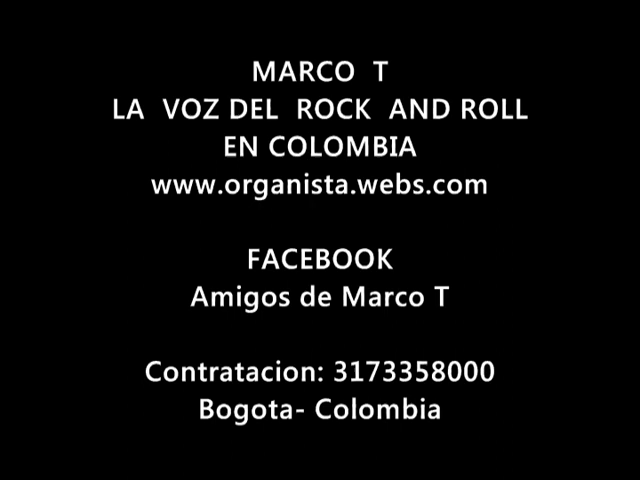 MARCO T
LA VOZ DEL ROCK AND ROLL
EN COLOMBIA
www.organista.webs.com
FACEBOOK
Amigos de Marco T
Contratacion: 3173358000
Bogota- Colombia